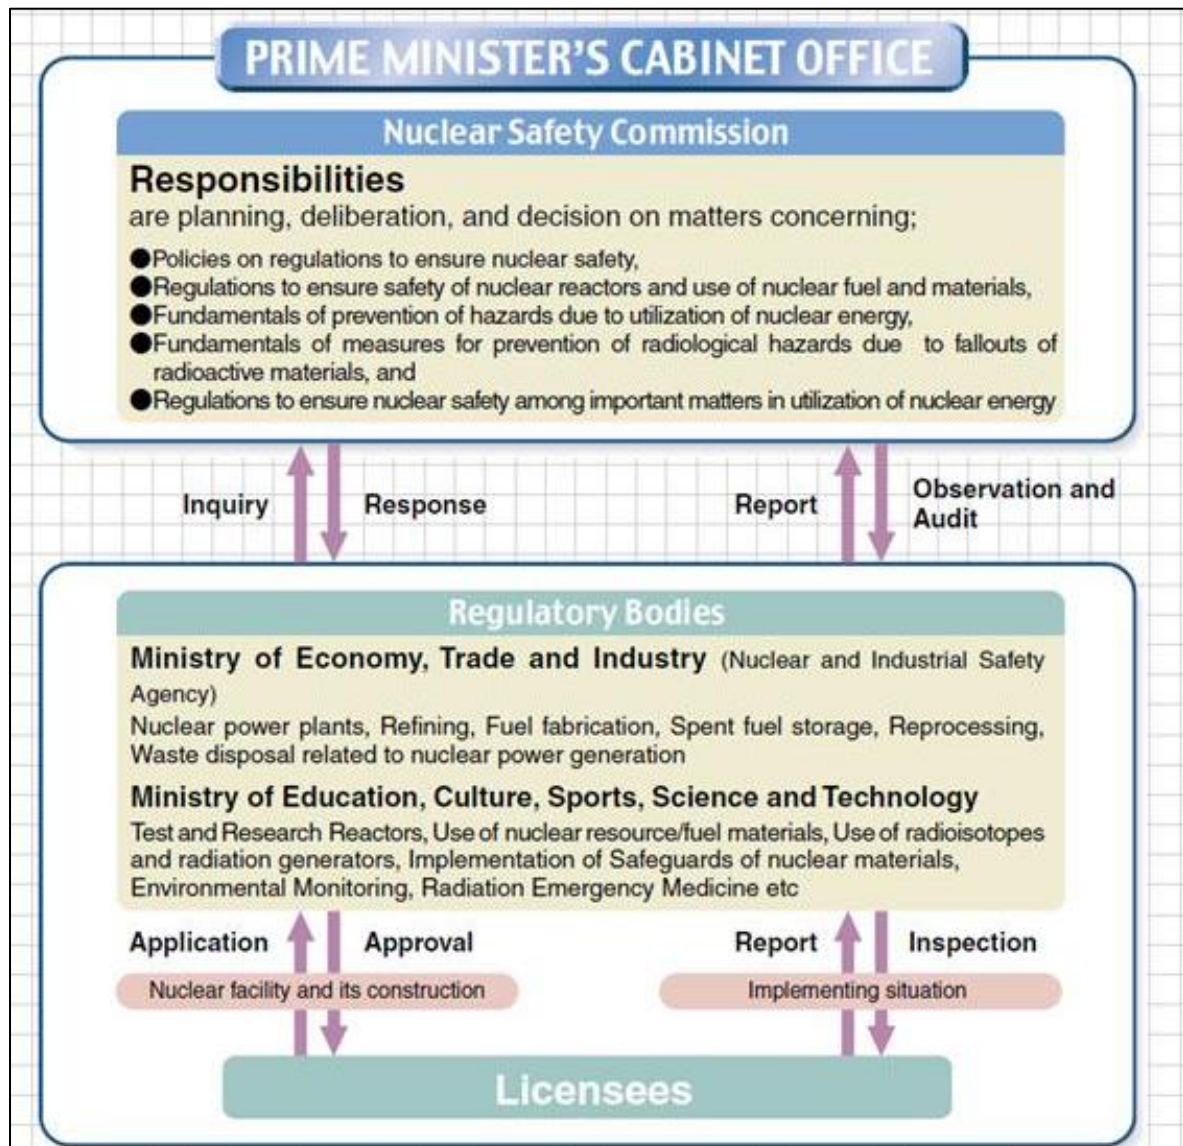 PRIME MINISTER'S CABINET OFFICE
Nuclear Safety Commission
Responsibilities
are planning, deliberation, and decision on matters concerning;
●Policies on regulations to ensure nuclear safety,
●Regulations to ensure safety of nuclear reactors and use of nuclear fuel and materials,
●Fundamentals of prevention of hazards due to utilization of nuclear energy,
●Fundamentals of measures for prevention of radiological hazards due to fallouts of
radioactive materials, and
●Regulations to ensure nuclear safety among important matters in utilization of nuclear energy
Inquiry
Response
Report
Observation and
Audit
Regulatory Bodies
Ministry of Economy, Trade and Industry (Nuclear and Industrial Safety
Agency)
Nuclear power plants, Refining, Fuel fabrication, Spent fuel storage, Reprocessing,
Waste disposal related to nuclear power generation
Ministry of Education, Culture, Sports, Science and Technology
Test and Research Reactors, Use of nuclear resource/fuel materials, Use of radioisotopes
and radiation generators, Implementation of Safeguards of nuclear materials,
Environmental Monitoring, Radiation Emergency Medicine etc
Application
Approval
Report
Inspection
Nuclear facility and its construction
Implementing situation
Licensees